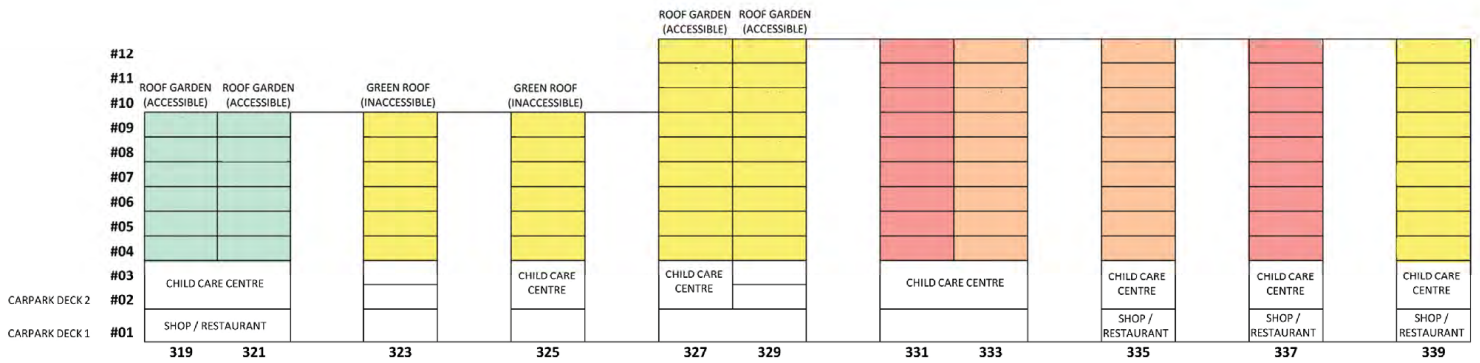 ROOF GARDEN ROOF GARDEN
(ACCESSIBLE) (ACCESSIBLE)
#12
#11
ROOF GARDEN ROOF GARDEN GREEN ROOF GREEN ROOF
#10 (ACCESSIBLE) (ACCESSIBLE) (INACCESSIBLE) (INACCESSIBLE)
#09
#08
#07
#06
#05
#04
#03
CHILD CARE CENTRE
CHILD CARE
CENTRE
CHILD CARE
CENTRE
CHILD CARE CENTRE
CHILD CARE
CENTRE
CHILD CARE
CENTRE
CHILD CARE
CENTRE
CARPARK DECK 2 #02
CARPARK DECK 1 #01
SHOP / RESTAURANT
SHOP /
RESTAURANT
SHOP /
RESTAURANT
SHOP /
RESTAURANT
319 321 323 325 327 329 331 333 335 337 339